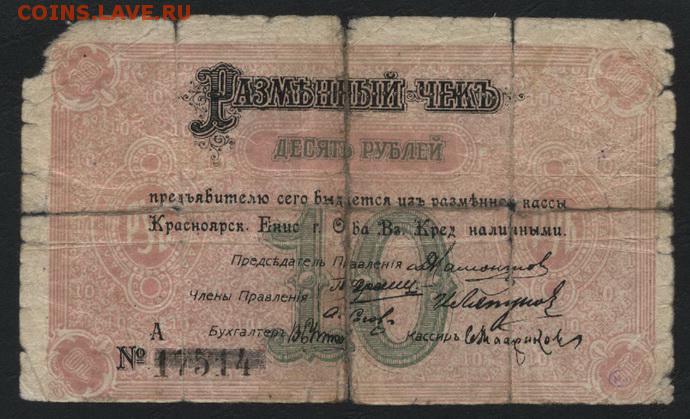 COINS.LAVE.RU
РАЗМѢННЫЙ ЧЕКЪ
ДЕСЯТЬ РУБЛЕЙ
предъявителю сего выдается изъ размѣнной кассы
Красноярск. Енис г. О-ва Вз. Кред наличными.
10
Предсѣдатель Правленія
Члены Правленія
А
Бухгалтеръ
Кассиръ
№ 17514